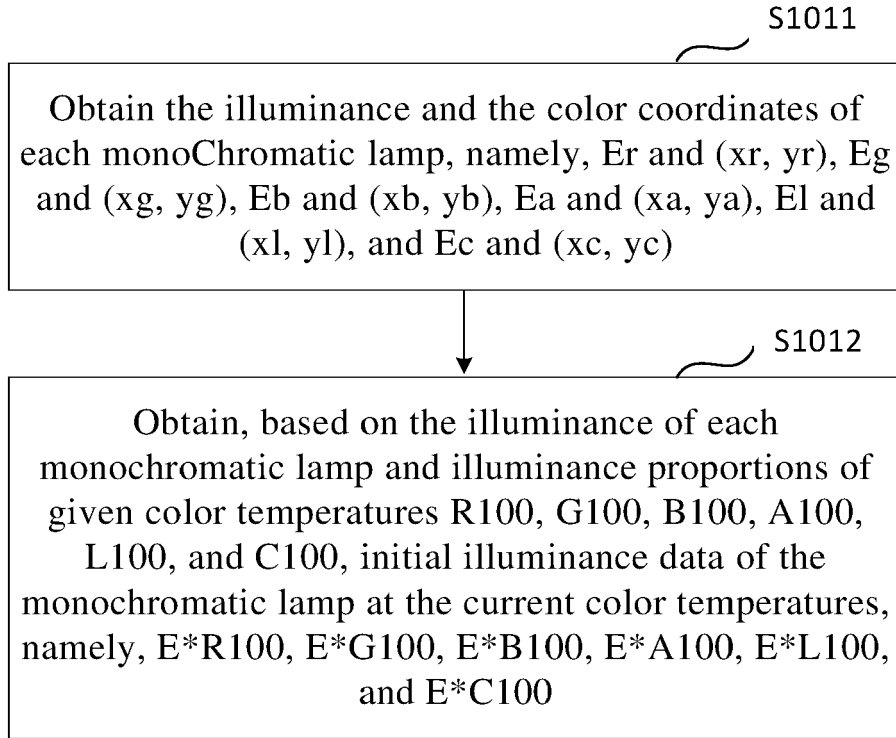 S1011
Obtain the illuminance and the color coordinates of
each monoChromatic lamp, namely, Er and (xr, yr), Eg
and (xg, yg), Eb and (xb, yb), Ea and (xa, ya), El and
(xl, yl), and Ec and (xc, yc)
S1012
Obtain, based on the illuminance of each
monochromatic lamp and illuminance proportions of
given color temperatures R100, G100, B100, A100,
L100, and C100, initial illuminance data of the
monochromatic lamp at the current color temperatures,
namely, E*R100, E*G100, E*B100, E*A100, E*L100,
and E*C100